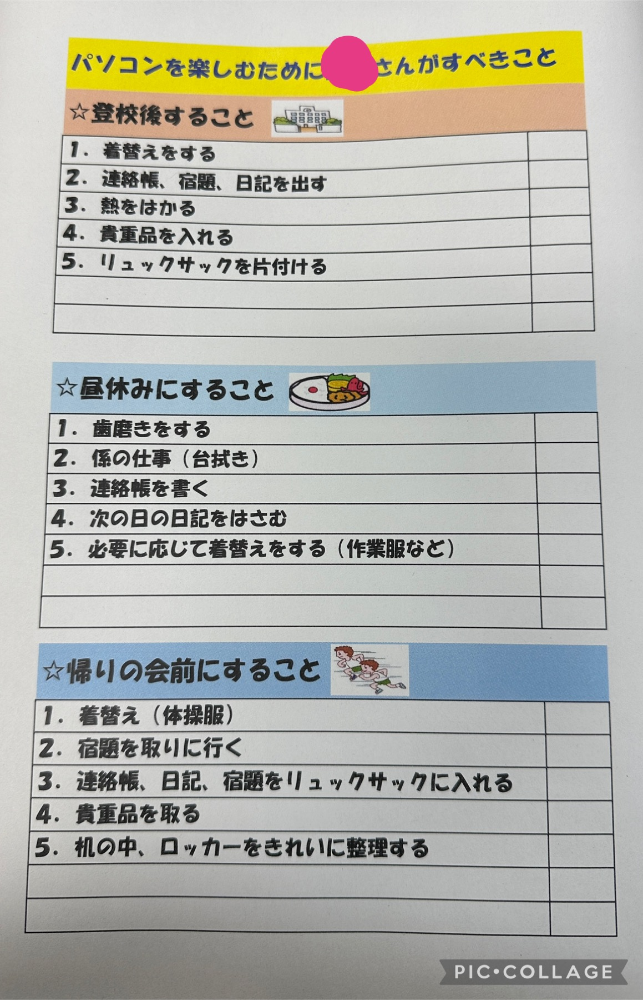 パソコンを楽しむために さんがすべきこと
☆登校後すること
1. 着替えをする
2. 連絡帳、宿題、日記を出す
3. 熱をはかる
4. 貴重品を入れる
5. リュックサックを片付ける
☆昼休みにすること
1. 歯磨きをする
2. 係の仕事（台拭き）
3. 連絡帳を書く
4. 次の日の日記をはさむ
5. 必要に応じて着替えをする（作業服など）
☆帰りの会前にすること
1. 着替え（体操服）
2. 宿題を取りに行く
3. 連絡帳、日記、宿題をリュックサックに入れる
4. 貴重品を取る
5. 机の中、ロッカーをきれいに整理する
PIC•COLLAGE